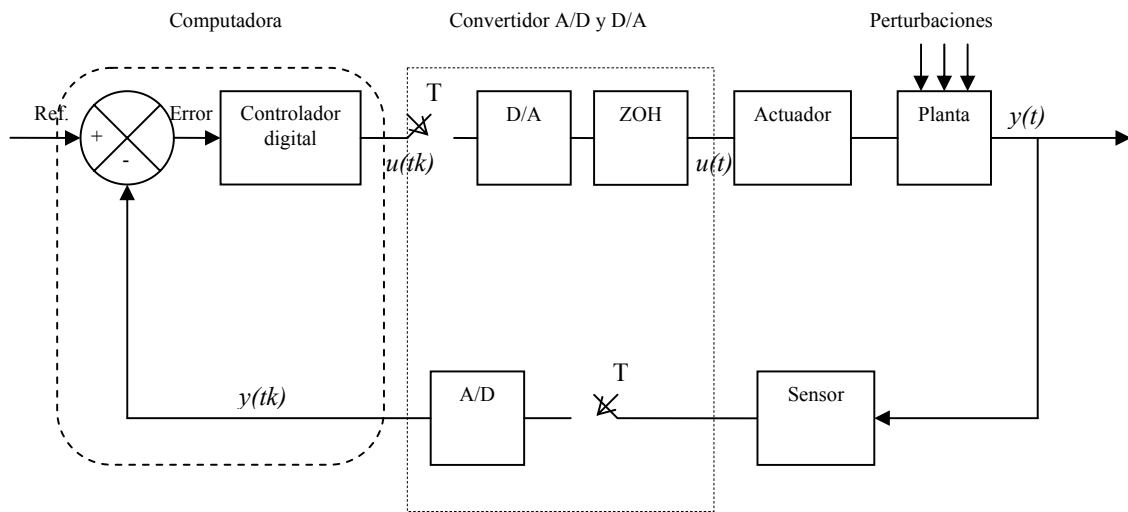 Computadora
Convertidor A/D y D/A
Perturbaciones
Ref.
+
-
Error
Controlador
digital
T
u(tk)
D/A
ZOH
u(t)
Actuador
Planta
y(t)
y(tk)
A/D
T
Sensor